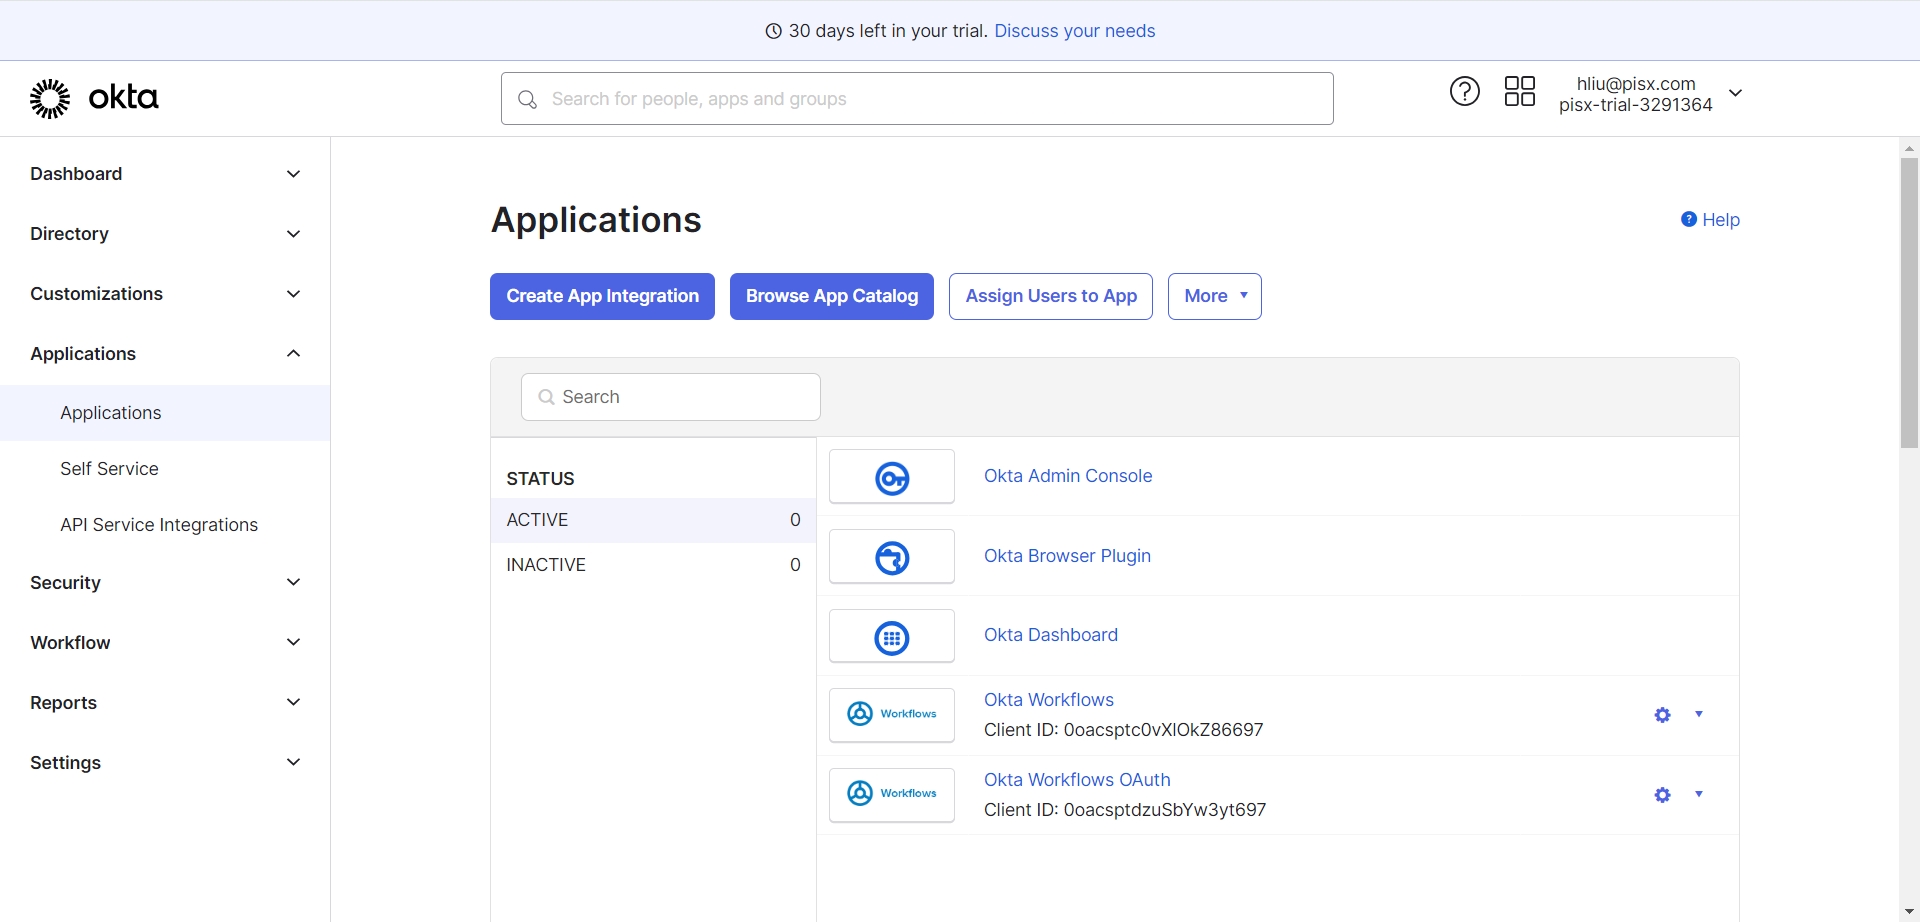 30 days left in your trial. Discuss your needs
okta
Search for people, apps and groups
hliu@pisx.com
pisx-trial-3291364
Dashboard
Directory
Customizations
Applications
Applications
Self Service
API Service Integrations
Security
Workflow
Reports
Settings
Applications
Help
Create App Integration
Browse App Catalog
Assign Users to App
More
Search
STATUS
ACTIVE 0
INACTIVE 0
Okta Admin Console
Okta Browser Plugin
Okta Dashboard
Workflows
Okta Workflows
Client ID: 0oacsptc0vXIOkZ86697
Workflows
Okta Workflows OAuth
Client ID: 0oacsptdzuSbYw3yt697